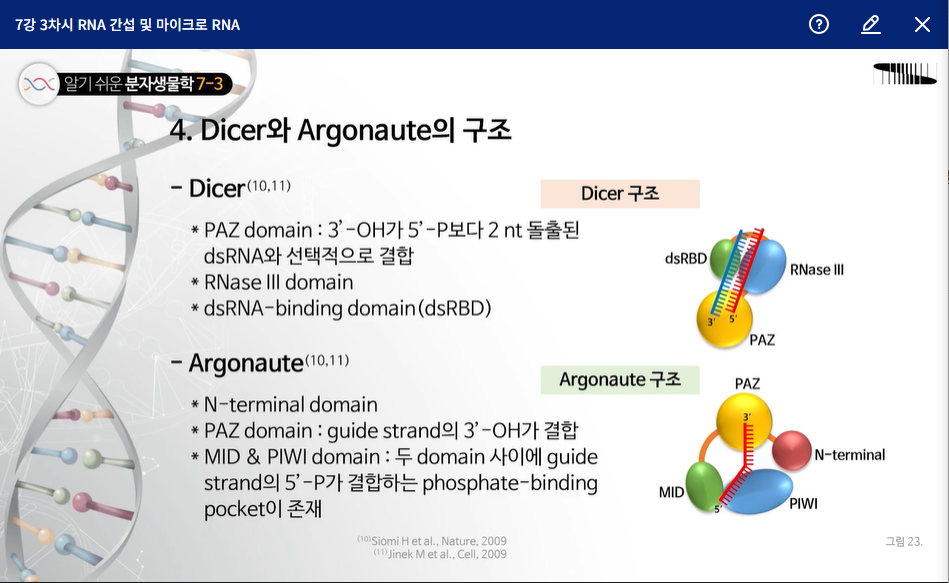 7강 3차시 RNA 간섭 및 마이크로 RNA
알기 쉬운 분자생물학 7-3
4. Dicer와 Argonaute의 구조
- Dicer(10,11)
* PAZ domain : 3’-OH가 5’-P보다 2 nt 돌출된
dsRNA와 선택적으로 결합
* RNase III domain
* dsRNA-binding domain(dsRBD)
Dicer 구조
dsRBD
RNase III
3’ 5’
PAZ
- Argonaute(10,11)
* N-terminal domain
* PAZ domain : guide strand의 3’-OH가 결합
* MID & PIWI domain : 두 domain 사이에 guide
strand의 5’-P가 결합하는 phosphate-binding
pocket이 존재
Argonaute 구조
PAZ
3’
N-terminal
MID
5’
PIWI
(10)Siomi H et al., Nature, 2009
(11)Jinek M et al., Cell, 2009
그림 23.